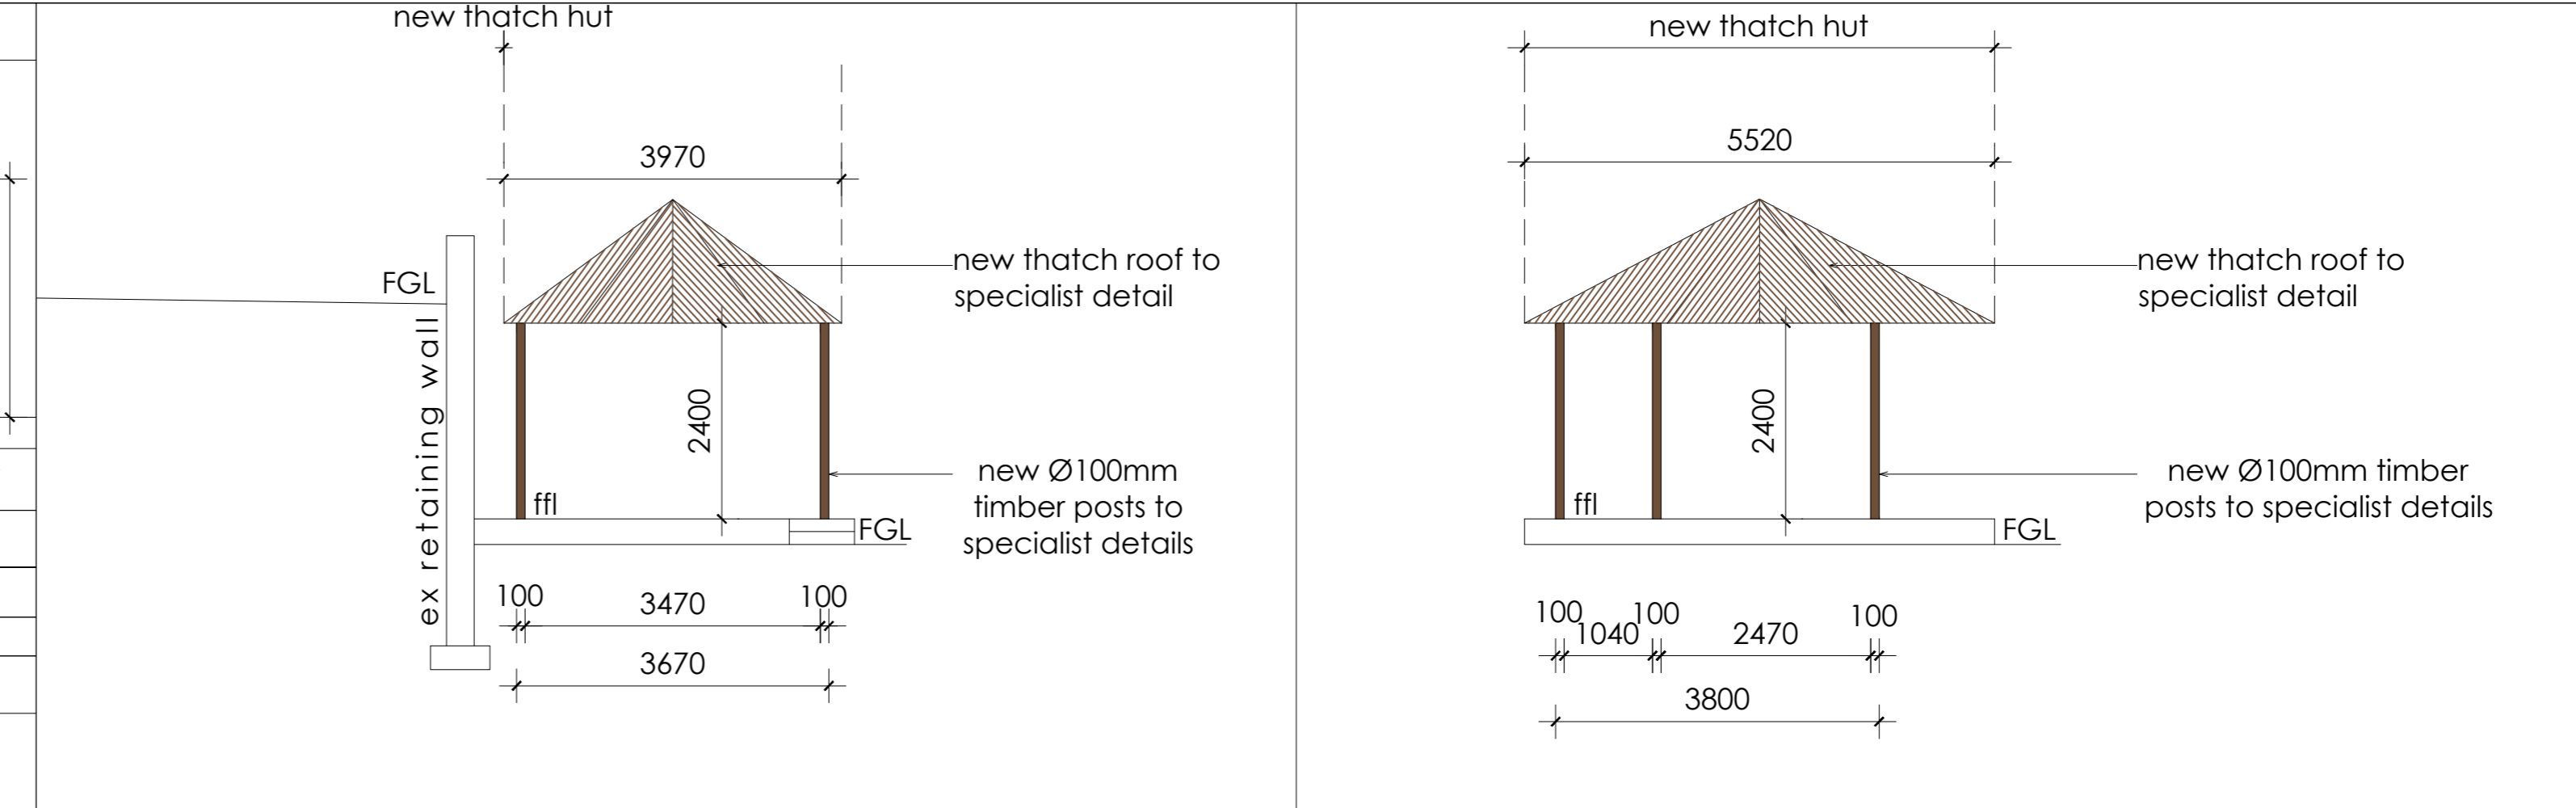 new thatch hut
3970
FGL
new thatch roof to
specialist detail
ex retaining wall
2400
new Ø100mm
timber posts to
specialist details
ffl
FGL
100
3470
100
3670
new thatch hut
5520
new thatch roof to
specialist detail
2400
new Ø100mm timber
posts to specialist details
ffl
FGL
100
1040
100
2470
100
3800